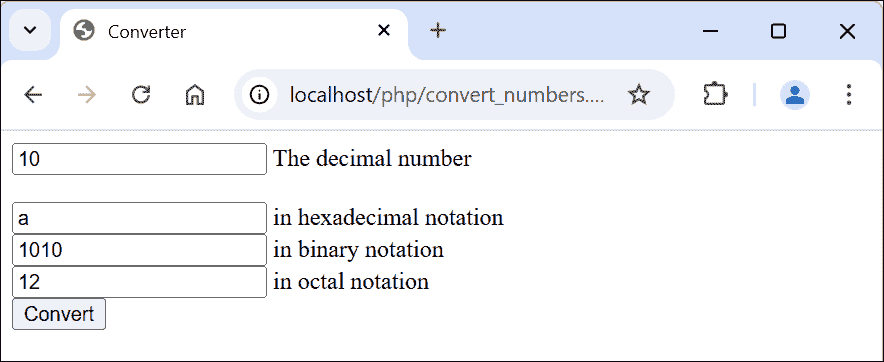 Converter
localhost/php/convert_numbers....
10 The decimal number
a in hexadecimal notation
1010 in binary notation
12 in octal notation
Convert